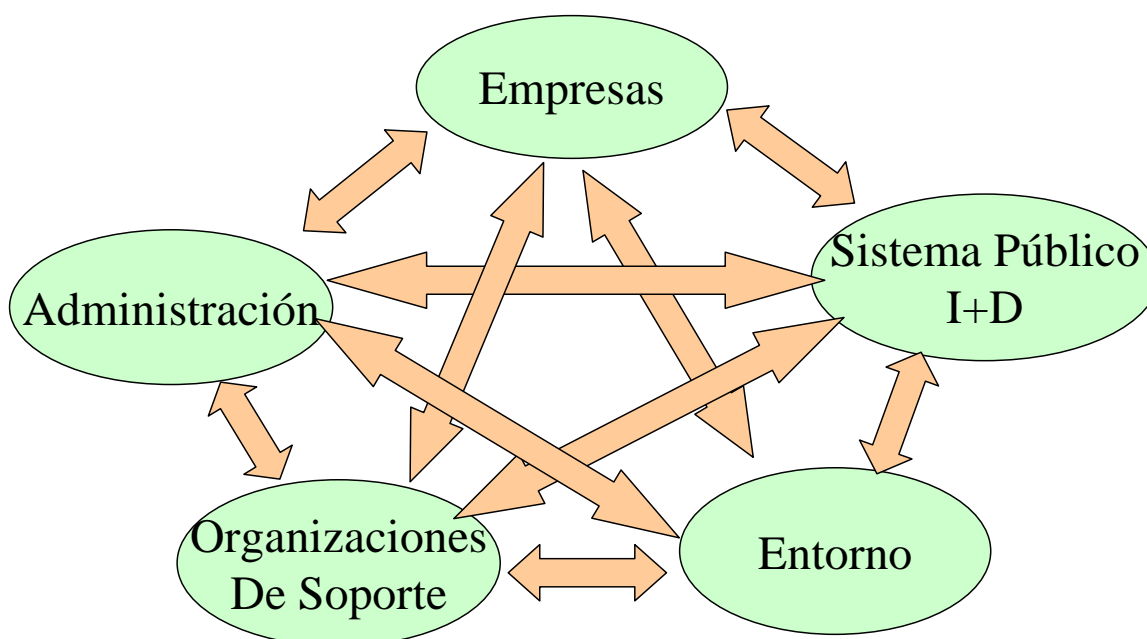 Empresas
Sistema Público
I+D
Administración
Organizaciones
De Soporte
Entorno